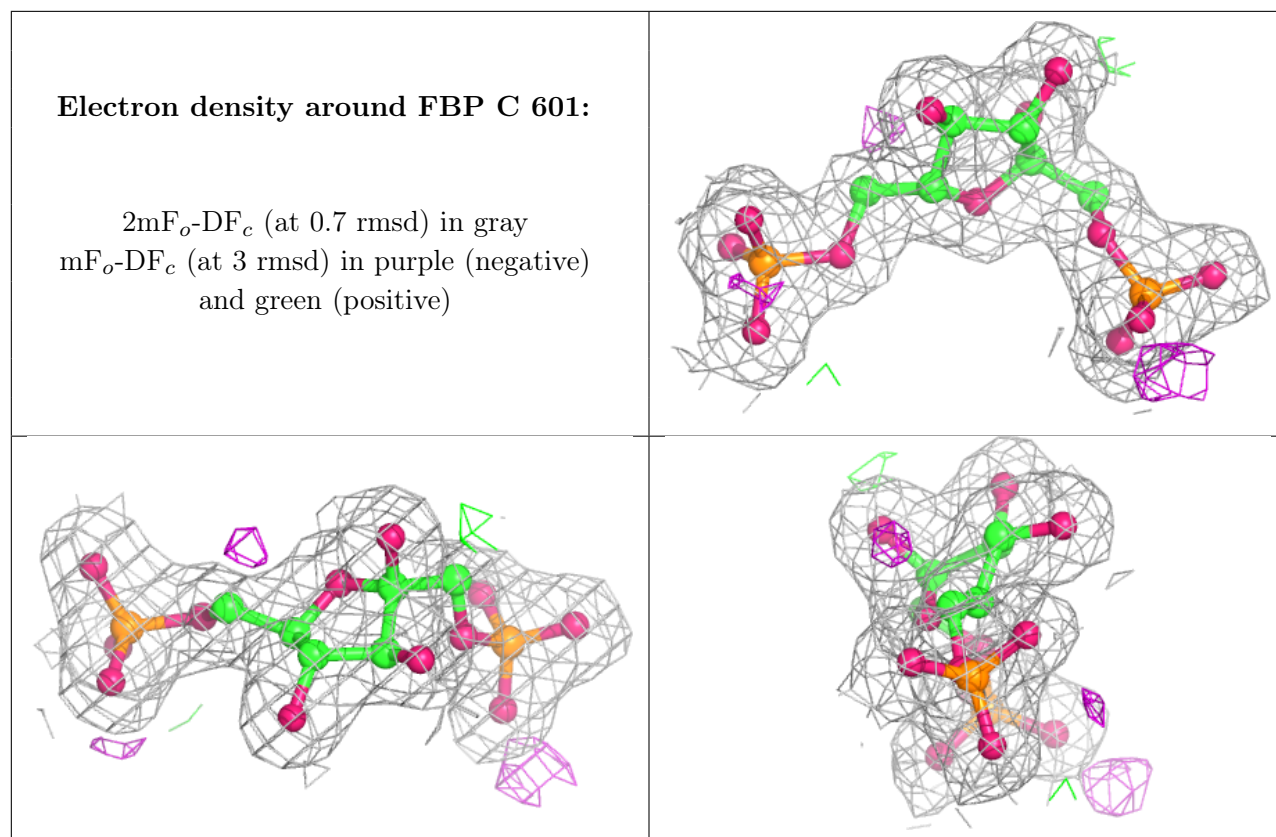 Electron density around FBP C 601:
2mFₒ-DF𝑐 (at 0.7 rmsd) in gray
mFₒ-DF𝑐 (at 3 rmsd) in purple (negative)
and green (positive)